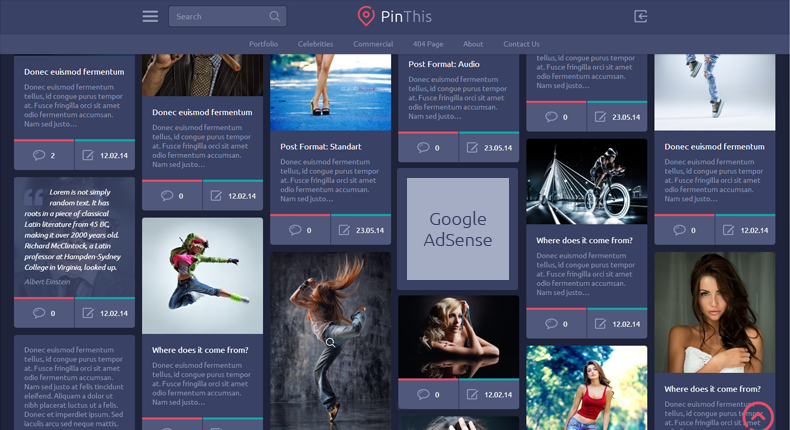 Search
PinThis
Portfolio
Celebrities
Commercial
404 Page
About
Contact Us
Donec euismod fermentum
Donec euismod fermentum
tellus, id congue purus tempor
at. Fusce fringilla orci sit amet
odio fermentum accumsan.
Nam sed justo...
2
12.02.14
Lorem is not simply
random text. It has
roots in a piece of classical
Latin literature from 45 BC,
making it over 2000 years old.
Richard McClintock, a Latin
professor at Hampden-Sydney
College in Virginia, looked up.
Albert Einstein
0
12.02.14
Donec euismod fermentum
tellus, id congue purus tempor
at. Fusce fringilla orci sit amet
odio fermentum accumsan.
Nam sed justo at felis tincidunt
eleifend. Aliquam a dolor ut
nibh placerat luctus ut a felis.
Donec et imperdiet ipsum. Sed
iaculis arcu sed neque mattis.
Donec euismod fermentum
Donec euismod fermentum
tellus, id congue purus tempor
at. Fusce fringilla orci sit amet
odio fermentum accumsan.
Nam sed justo...
0
12.02.14
Where does it come from?
Donec euismod fermentum
tellus, id congue purus tempor
at. Fusce fringilla orci sit amet
odio fermentum accumsan.
Nam sed justo...
0
12.02.14
Post Format: Standart
Donec euismod fermentum
tellus, id congue purus tempor
at. Fusce fringilla orci sit amet
odio fermentum accumsan.
Nam sed justo...
0
23.05.14
Post Format: Audio
Donec euismod fermentum
tellus, id congue purus tempor
at. Fusce fringilla orci sit amet
odio fermentum accumsan.
Nam sed justo...
0
23.05.14
Google
AdSense
0
12.02.14
tellus, id congue purus tempor
at. Fusce fringilla orci sit amet
odio fermentum accumsan.
Nam sed justo...
0
23.05.14
Where does it come from?
Donec euismod fermentum
tellus, id congue purus tempor
at. Fusce fringilla orci sit amet
odio fermentum accumsan.
Nam sed justo...
0
12.02.14
Donec euismod fermentum
Donec euismod fermentum
tellus, id congue purus tempor
at. Fusce fringilla orci sit amet
odio fermentum accumsan.
Nam sed justo...
0
12.02.14
Where does it come from?
Donec euismod fermentum
tellus, id congue purus tempor
at. Fusce fringilla orci sit amet
odio fermentum accumsan.